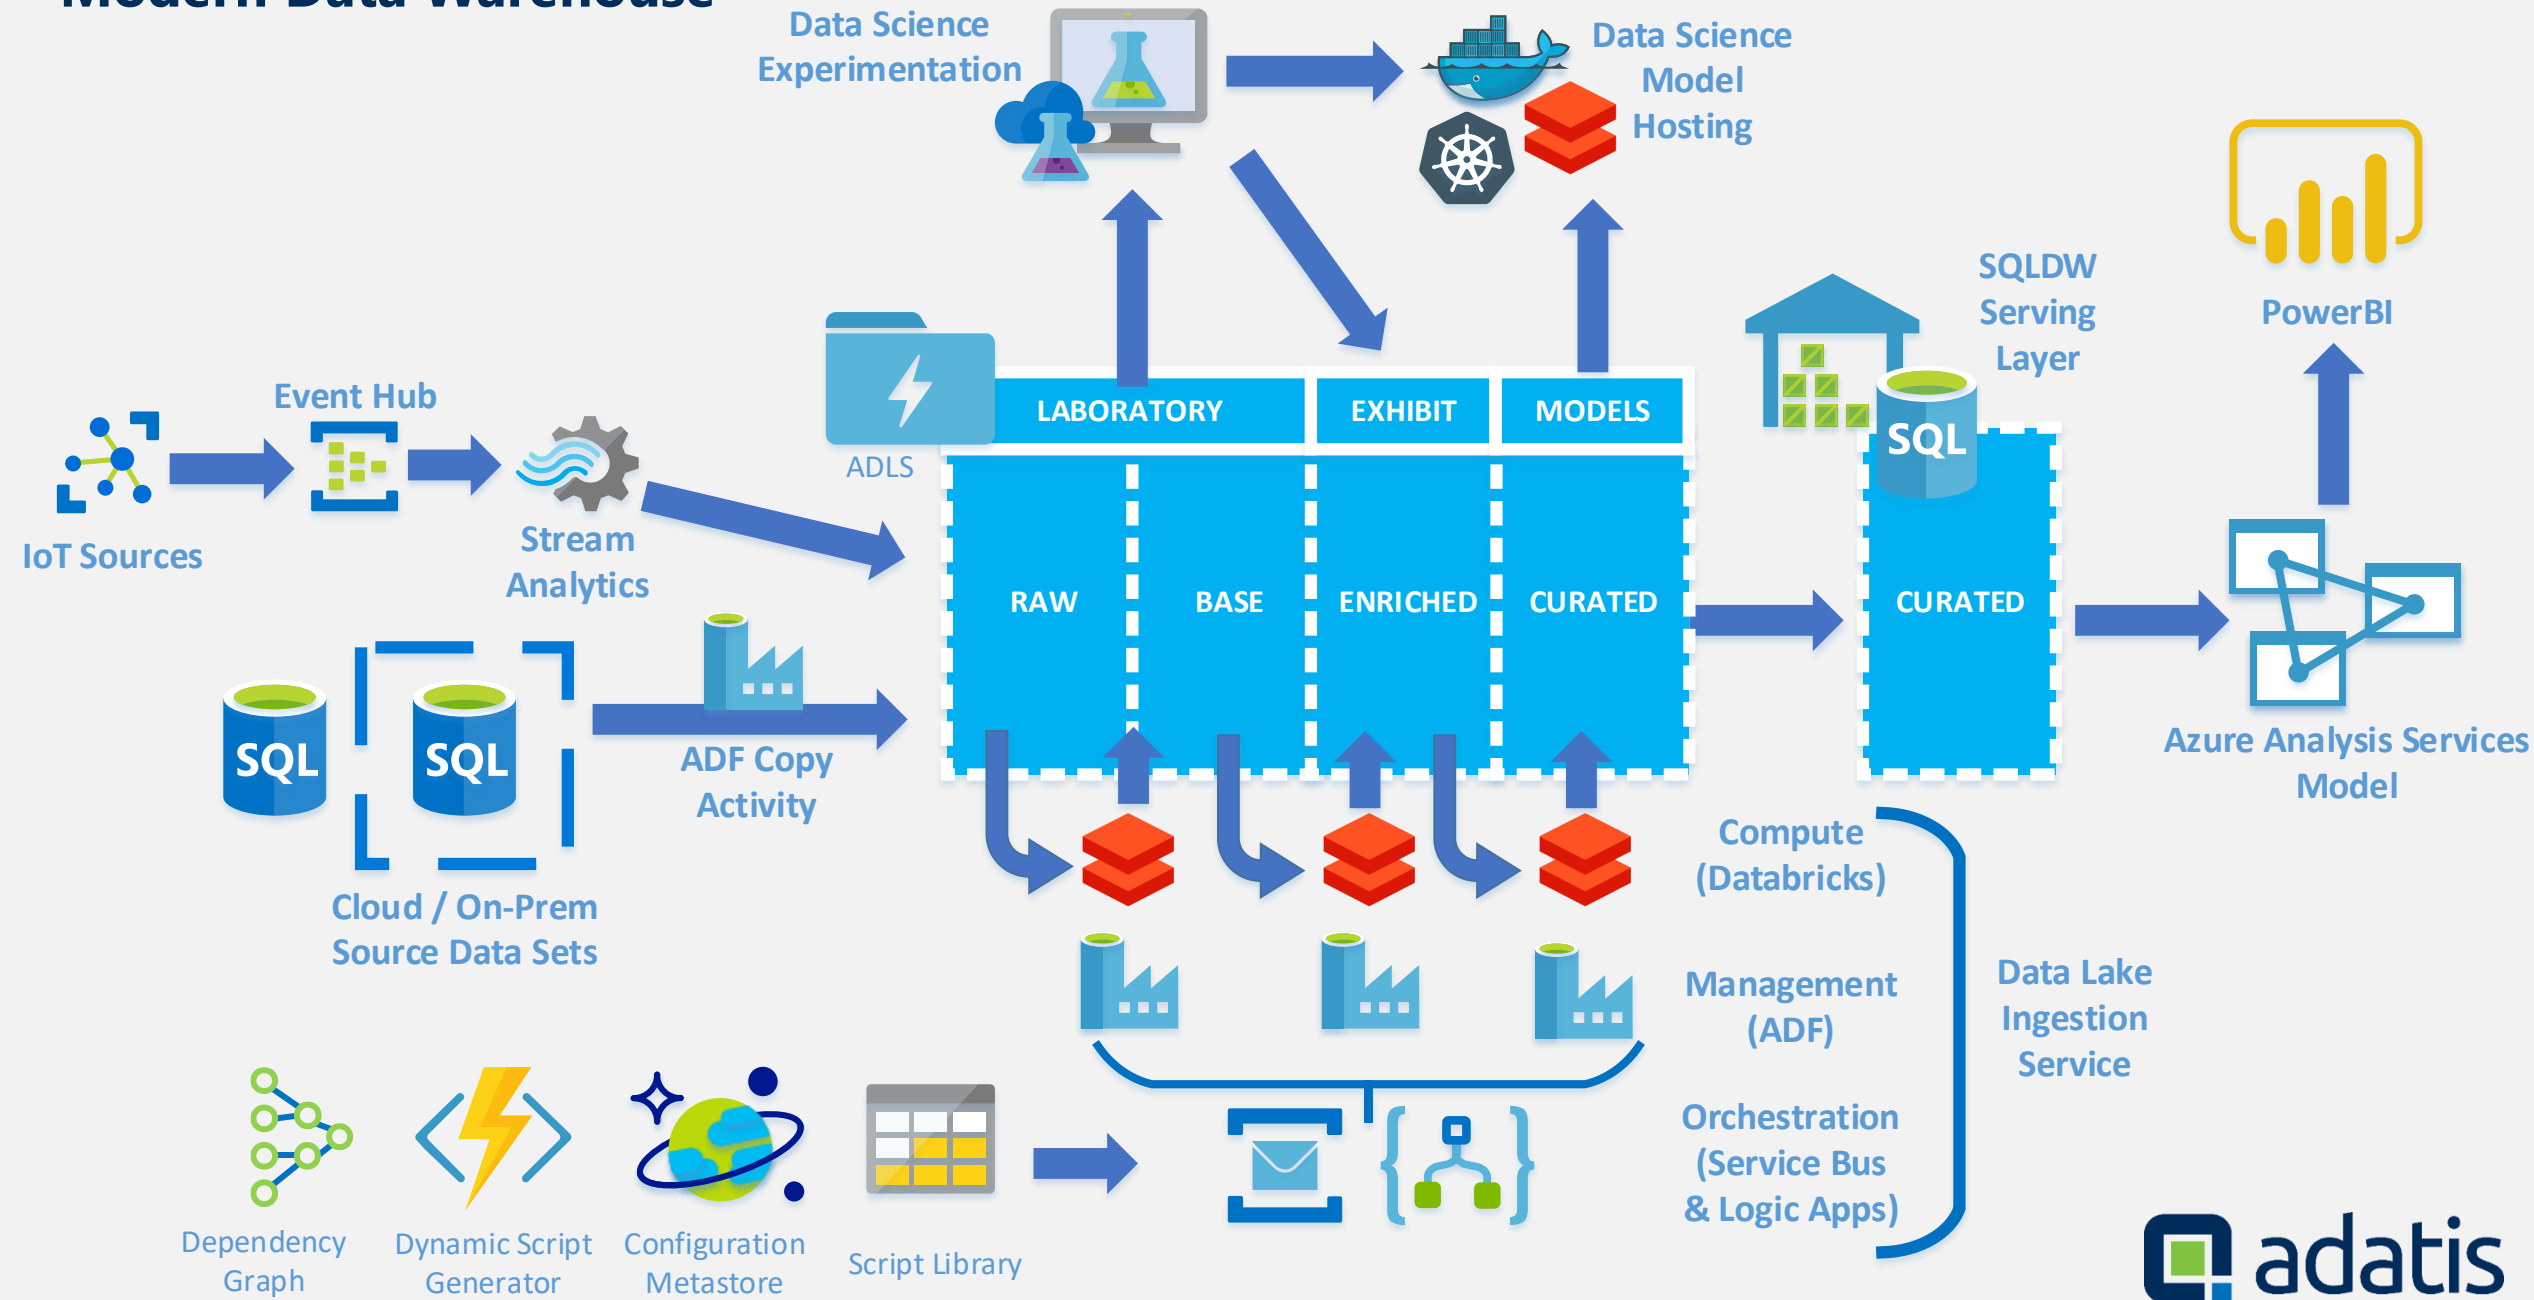 Modern Data Warehouse
Data Science
Experimentation
Data Science
Model
Hosting
SQLDW
Serving
Layer
PowerBI
Event Hub
ADLS
LABORATORY
EXHIBIT
MODELS
SQL
IoT Sources
Stream
Analytics
RAW
BASE
ENRICHED
CURATED
CURATED
SQL
SQL
ADF Copy
Activity
Azure Analysis Services
Model
Cloud / On-Prem
Source Data Sets
Compute
(Databricks)
Management
(ADF)
Orchestration
(Service Bus
& Logic Apps)
Data Lake
Ingestion
Service
Dependency
Graph
Dynamic Script
Generator
Configuration
Metastore
Script Library
adatis